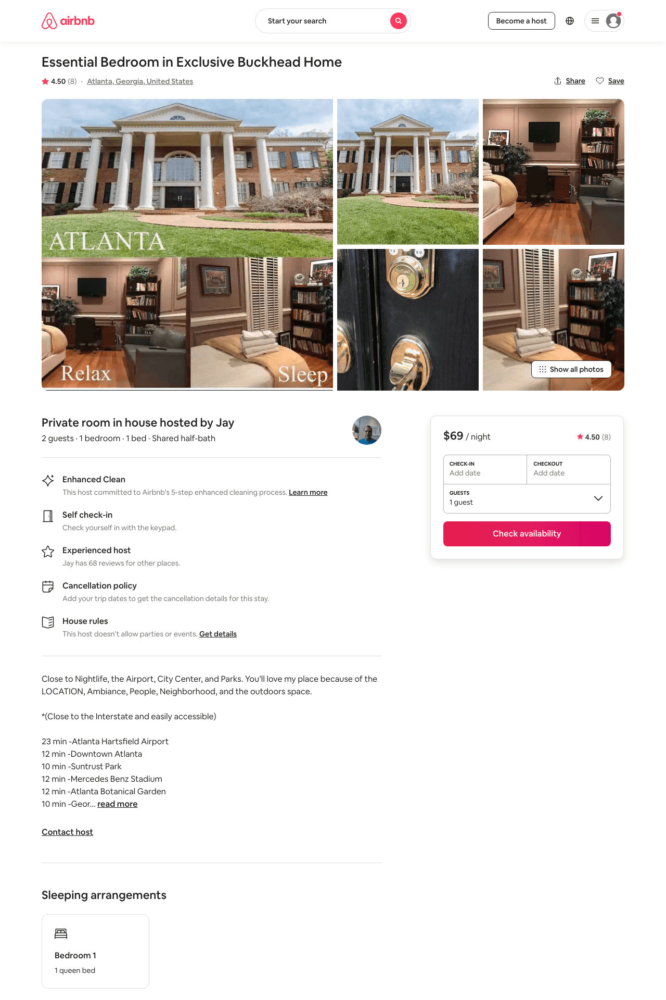 airbnb
Start your search
Become a host
Essential Bedroom in Exclusive Buckhead Home
4.50 (8) · Atlanta, Georgia, United States
Share
Save
ATLANTA
Relax
Sleep
Show all photos
Private room in house hosted by Jay
2 guests · 1 bedroom · 1 bed · Shared half-bath
$69 / night
4.50 (8)
CHECK-IN
Add date
CHECKOUT
Add date
GUESTS
1 guest
Check availability
Enhanced Clean
This host committed to Airbnb's 5-step enhanced cleaning process. Learn more
Self check-in
Check yourself in with the keypad.
Experienced host
Jay has 68 reviews for other places.
Cancellation policy
Add your trip dates to get the cancellation details for this stay.
House rules
This host doesn’t allow parties or events. Get details
Close to Nightlife, the Airport, City Center, and Parks. You’ll love my place because of the
LOCATION, Ambiance, People, Neighborhood, and the outdoors space.
*(Close to the Interstate and easily accessible)
23 min -Atlanta Hartsfield Airport
12 min -Downtown Atlanta
10 min -Suntrust Park
12 min -Mercedes Benz Stadium
12 min -Atlanta Botanical Garden
10 min -Geor... read more
Contact host
Sleeping arrangements
Bedroom 1
1 queen bed